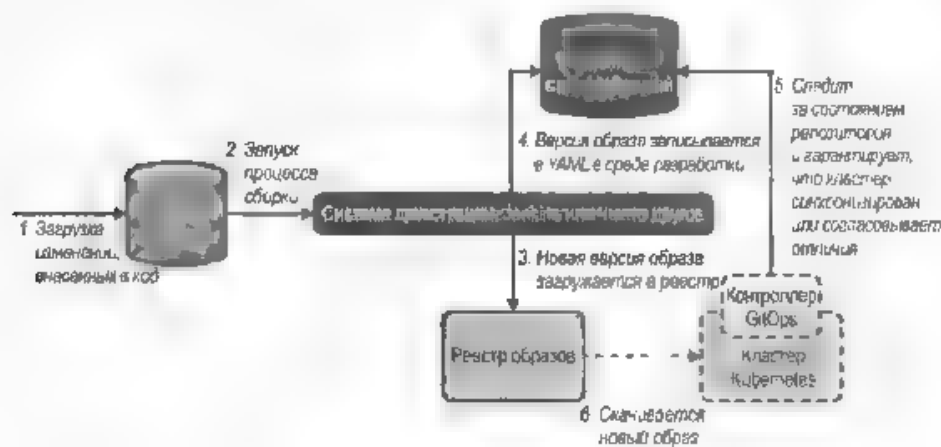 5. Следит
за состоянием
репозитория
и гарантирует,
что кластер
синхронизирован
или согласовывает
отличия
4. Версия образа записывается
в YAML в среде разработки
2. Запуск
процесса
сборки
1. Загрузка
изменений,
внесенных в код
3. Новая версия образа
загружается в реестр
Контроллер
GitOps
Реестр образов
Кластер
Kubernetes
6. Скачивается
новый образ